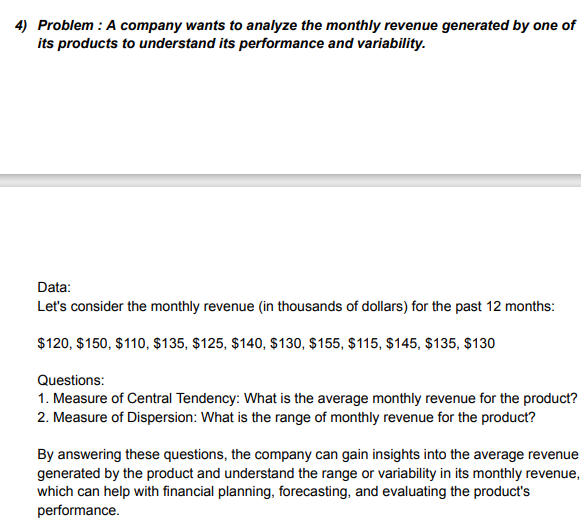 4) Problem : A company wants to analyze the monthly revenue generated by one of
its products to understand its performance and variability.
Data:
Let's consider the monthly revenue (in thousands of dollars) for the past 12 months:
$120, $150, $110, $135, $125, $140, $130, $155, $115, $145, $135, $130
Questions:
1. Measure of Central Tendency: What is the average monthly revenue for the product?
2. Measure of Dispersion: What is the range of monthly revenue for the product?
By answering these questions, the company can gain insights into the average revenue
generated by the product and understand the range or variability in its monthly revenue,
which can help with financial planning, forecasting, and evaluating the product's
performance.